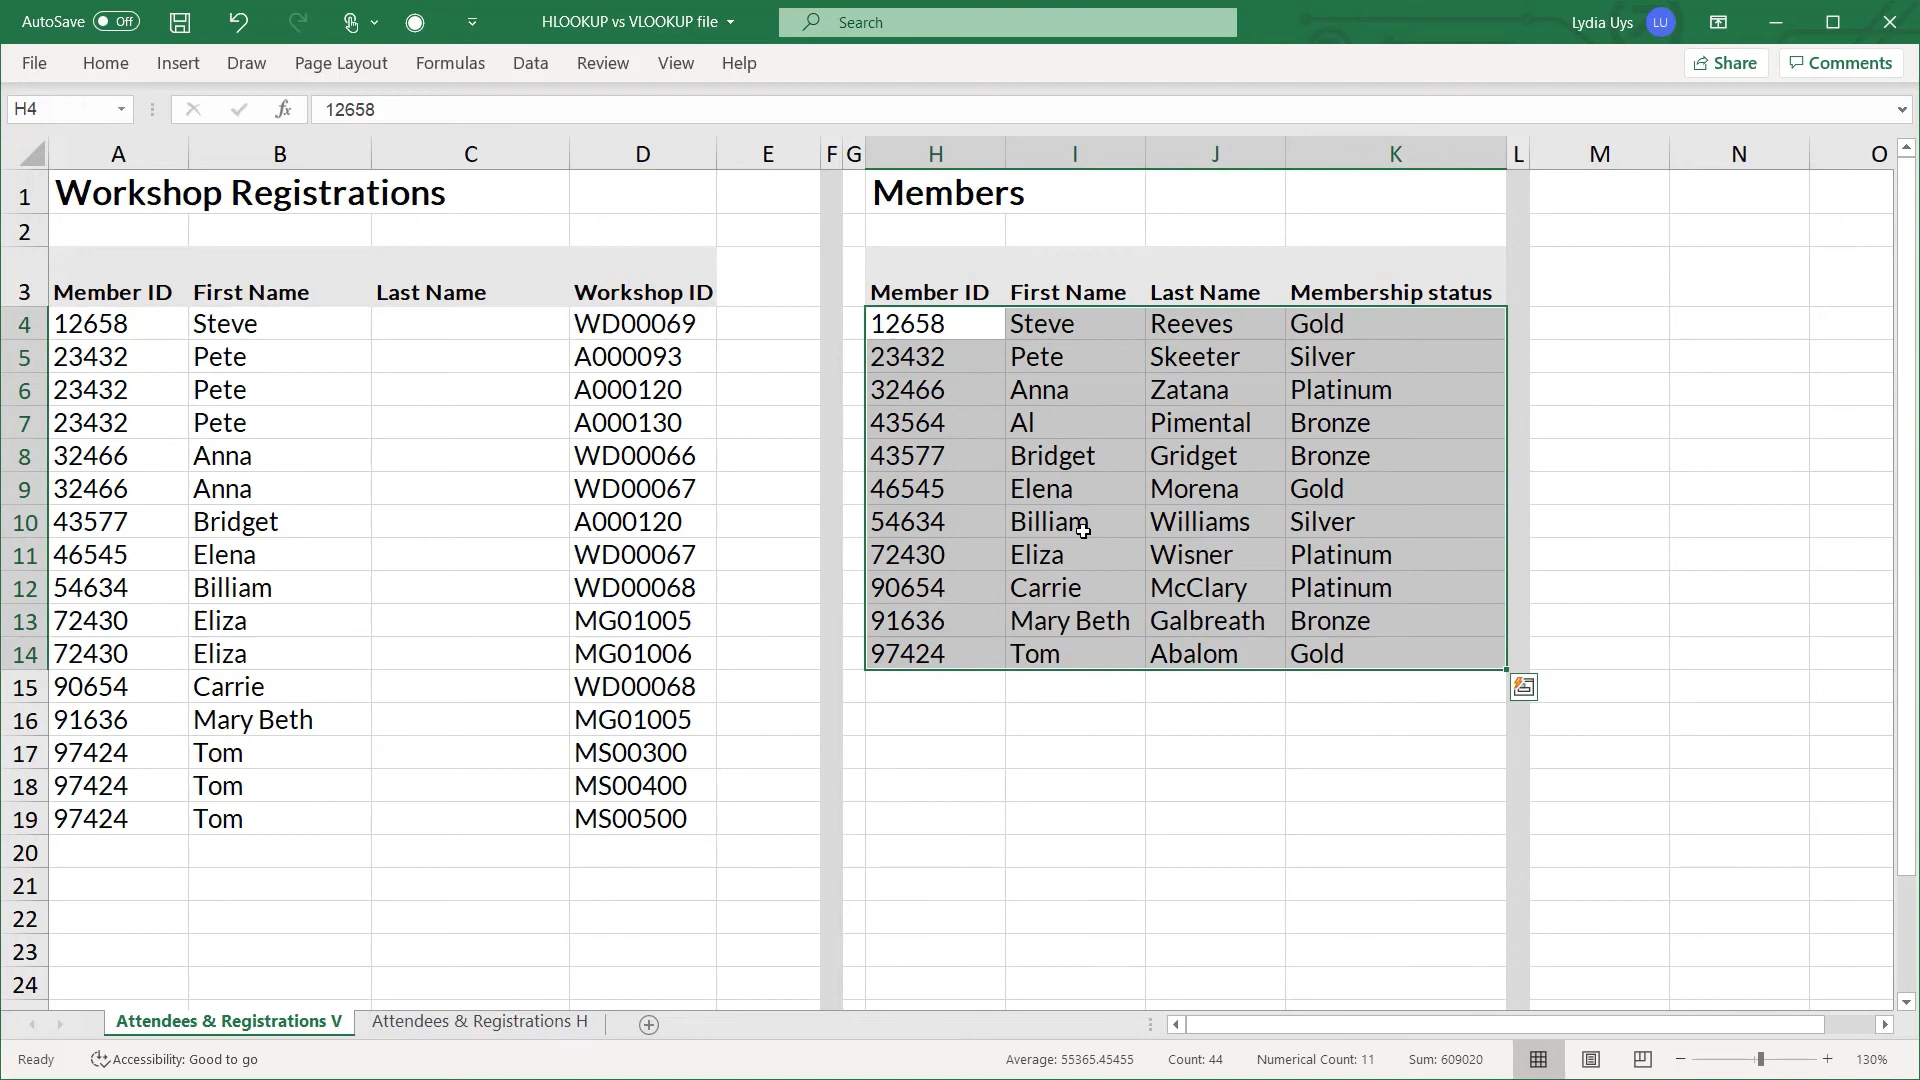 AutoSave Off HLOOKUP vs VLOOKUP file Search Lydia Uys LU
File Home Insert Draw Page Layout Formulas Data Review View Help Share Comments
H4 fx 12658
A B C D E F G H I J K L M N O
1 Workshop Registrations Members
2
3 Member ID First Name Last Name Workshop ID Member ID First Name Last Name Membership status
4 12658 Steve WD00069 12658 Steve Reeves Gold
5 23432 Pete A000093 23432 Pete Skeeter Silver
6 23432 Pete A000120 32466 Anna Zatana Platinum
7 23432 Pete A000130 43564 Al Pimental Bronze
8 32466 Anna WD00066 43577 Bridget Gridget Bronze
9 32466 Anna WD00067 46545 Elena Morena Gold
10 43577 Bridget A000120 54634 Billiam Williams Silver
11 46545 Elena WD00067 72430 Eliza Wisner Platinum
12 54634 Billiam WD00068 90654 Carrie McClary Platinum
13 72430 Eliza MG01005 91636 Mary Beth Galbreath Bronze
14 72430 Eliza MG01006 97424 Tom Abalom Gold
15 90654 Carrie WD00068
16 91636 Mary Beth MG01005
17 97424 Tom MS00300
18 97424 Tom MS00400
19 97424 Tom MS00500
20
21
22
23
24
Attendees & Registrations V Attendees & Registrations H
Ready Accessibility: Good to go Average: 55365.45455 Count: 44 Numerical Count: 11 Sum: 609020 130%